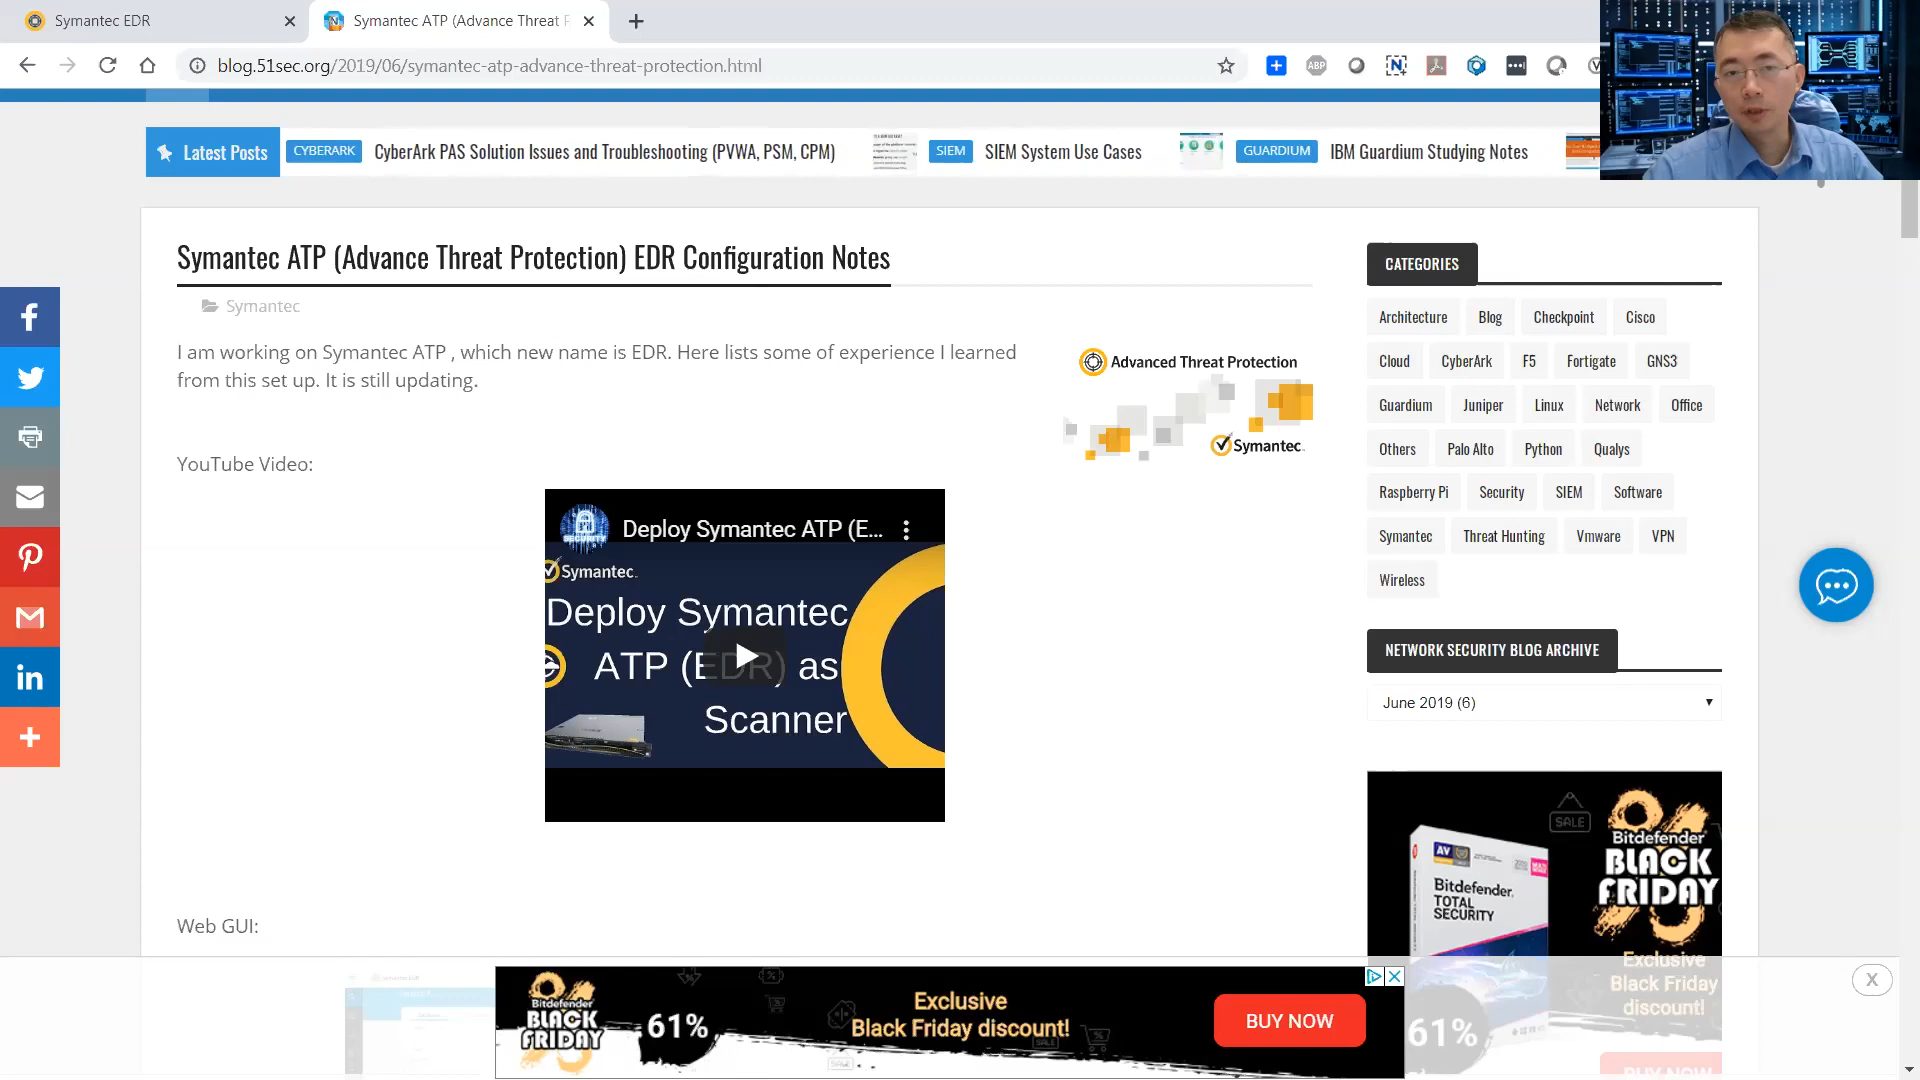 Symantec EDR
Symantec ATP (Advance Threat P
blog.51sec.org/2019/06/symantec-atp-advance-threat-protection.html
ABP
Latest Posts
CYBERARK
CyberArk PAS Solution Issues and Troubleshooting (PVWA, PSM, CPM)
SIEM
SIEM System Use Cases
GUARDIUM
IBM Guardium Studying Notes
Symantec ATP (Advance Threat Protection) EDR Configuration Notes
Symantec
I am working on Symantec ATP , which new name is EDR. Here lists some of experience I learned
from this set up. It is still updating.
Advanced Threat Protection
Symantec.
YouTube Video:
Deploy Symantec ATP (E...
SECURITY
Symantec.
Deploy Symantec
ATP (EDR) as
Scanner
Web GUI:
CATEGORIES
Architecture
Blog
Checkpoint
Cisco
Cloud
CyberArk
F5
Fortigate
GNS3
Guardium
Juniper
Linux
Network
Office
Others
Palo Alto
Python
Qualys
Raspberry Pi
Security
SIEM
Software
Symantec
Threat Hunting
Vmware
VPN
Wireless
NETWORK SECURITY BLOG ARCHIVE
June 2019 (6)
SALE
Bitdefender
BLACK
FRIDAY
AV
Bitdefender.
TOTAL
SECURITY
Exclusive
Black Friday
discount!
61%
BUY NOW
Bitdefender
BLACK
FRIDAY
61%
Exclusive
Black Friday discount!
SALE
SALE
BUY NOW
X